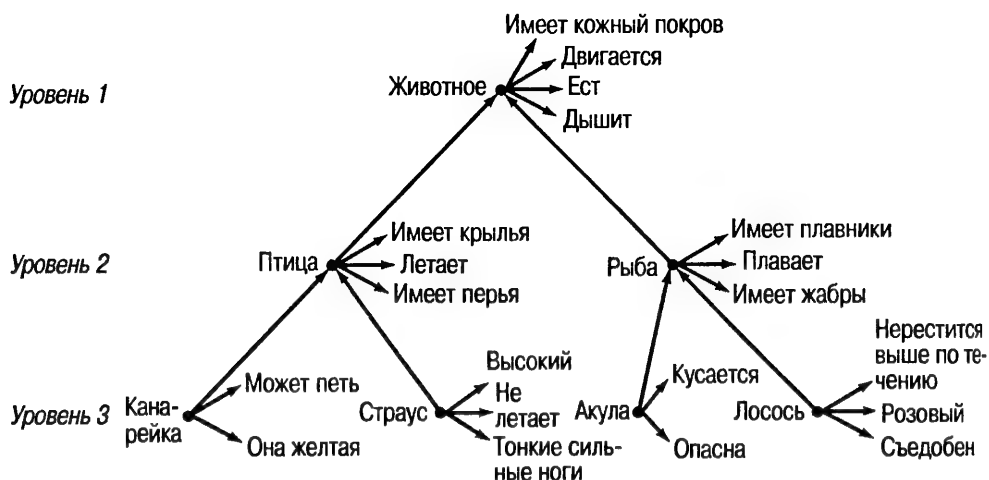 Имеет кожный покров
Двигается
Уровень 1
Животное
Ест
Дышит
Имеет крылья
Имеет плавники
Уровень 2
Птица
Летает
Рыба
Плавает
Имеет перья
Имеет жабры
Нерестится
выше по те-
чению
Высокий
Кусается
Может петь
Уровень 3
Кана-
рейка
Страус
Не
летает
Акула
Лосось
Розовый
Она желтая
Тонкие силь-
ные ноги
Опасна
Съедобен